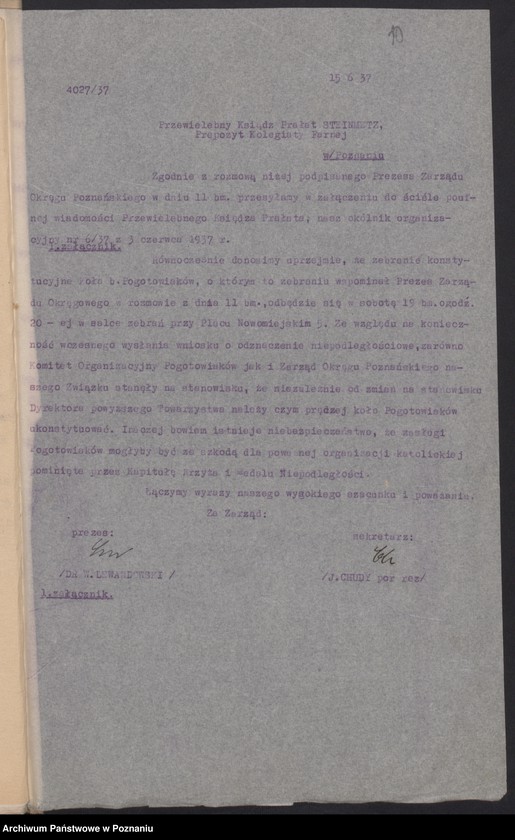 10
15 6 37
4027/37
Przewielebny Ksiądz Prałat STEINMETZ,
Prepozyt Kolegiaty Farnej
w/Poznaniu
Zgodnie z rozmową niżej podpisanego Prezesa Zarządu
Okręgu Poznańskiego w dniu 11 bm. przesyłamy w załączeniu do ściśle pouf-
nej wiadomości Przewielebnego Księdza Prałata, nasz okólnik organiza-
cyjny nr 6/37 z 3 czerwca 1937 r.
1.załącznik.
Równocześnie donosimy uprzejmie, że zebranie konsty-
tucyjne Koła b.Pogotowiaków, o którym to zebraniu wspominał Prezes Zarzą-
du Okręgowego w rozmowie z dnia 11 bm.,odbędzie się w sobotę 19 bm.ogodz.
20 - ej w salce zebrań przy Placu Nowomiejskim 5. Ze względu na koniecz-
ność wczesnego wysłania wniosku o odznaczenie niepodległościowe,zarówno
Komitet Organizacyjny Pogotowiaków jak i Zarząd Okręgu Poznańskiego na-
szego Związku stanęły na stanowisku, że niezależnie od zmian na stanowisku
Dyrektora powyższego Towarzystwa należy czym prędzej koło Pogotowiaków
ukonstytuować. Inaczej bowiem istnieje niebezpieczeństwo, że zasługi
Pogotowiaków mogłyby być ze szkodą dla poważnej organizacji katolickiej
pominięte przez Kapitułę Krzyża i Medalu Niepodległości.
Łączymy wyrazy naszego wysokiego szacunku i poważania.
Za Zarząd:
prezes:
sekretarz:
/DR W.LEWANDOWSKI /
/J.CHUDY por rez/
1.załącznik.
Archiwum Państwowe w Poznaniu